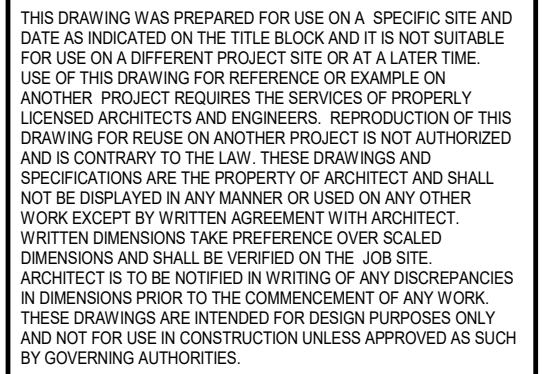 THIS DRAWING WAS PREPARED FOR USE ON A SPECIFIC SITE AND
DATE AS INDICATED ON THE TITLE BLOCK AND IT IS NOT SUITABLE
FOR USE ON A DIFFERENT PROJECT SITE OR AT A LATER TIME.
USE OF THIS DRAWING FOR REFERENCE OR EXAMPLE ON
ANOTHER PROJECT REQUIRES THE SERVICES OF PROPERLY
LICENSED ARCHITECTS AND ENGINEERS. REPRODUCTION OF THIS
DRAWING FOR REUSE ON ANOTHER PROJECT IS NOT AUTHORIZED
AND IS CONTRARY TO THE LAW. THESE DRAWINGS AND
SPECIFICATIONS ARE THE PROPERTY OF ARCHITECT AND SHALL
NOT BE DISPLAYED IN ANY MANNER OR USED ON ANY OTHER
WORK EXCEPT BY WRITTEN AGREEMENT WITH ARCHITECT.
WRITTEN DIMENSIONS TAKE PREFERENCE OVER SCALED
DIMENSIONS AND SHALL BE VERIFIED ON THE JOB SITE.
ARCHITECT IS TO BE NOTIFIED IN WRITING OF ANY DISCREPANCIES
IN DIMENSIONS PRIOR TO THE COMMENCEMENT OF ANY WORK.
THESE DRAWINGS ARE INTENDED FOR DESIGN PURPOSES ONLY
AND NOT FOR USE IN CONSTRUCTION UNLESS APPROVED AS SUCH
BY GOVERNING AUTHORITIES.